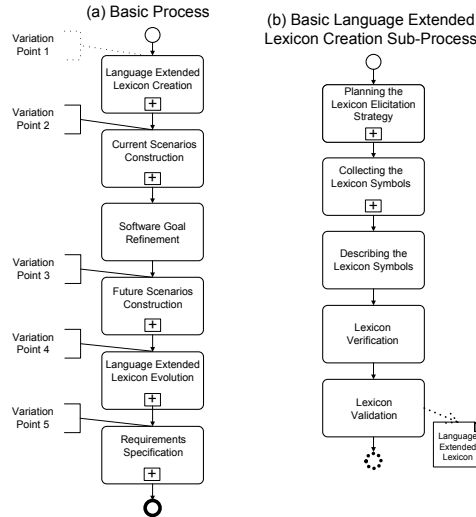 (a) Basic Process
Variation
Point 1
Language Extended
Lexicon Creation
+
Variation
Point 2
Current Scenarios
Construction
+
Software Goal
Refinement
Variation
Point 3
Future Scenarios
Construction
+
Variation
Point 4
Language Extended
Lexicon Evolution
+
Variation
Point 5
Requirements
Specification
+
(b) Basic Language Extended
Lexicon Creation Sub-Process
Planning the
Lexicon Elicitation
Strategy
+
Collecting the
Lexicon Symbols
+
Describing the
Lexicon Symbols
Lexicon
Verification
Lexicon
Validation
Language
Extended
Lexicon